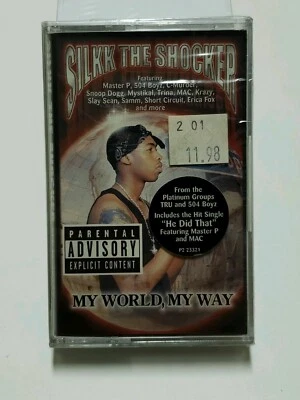 SILKK THE SHOCKER
Featuring
Master P, 504 Boyz, C-Murder,
Snoop Dogg, Mystikal, Trina, MAC, Krazy,
Slay Sean, Samm, Short Circuit, Erica Fox
and more
2 01
11.98
From the
Platinum Groups
TRU and 504 Boyz
Includes the Hit Single
"He Did That"
Featuring Master P
and MAC
P2 23221
PARENTAL
ADVISORY
EXPLICIT CONTENT
MY WORLD, MY WAY